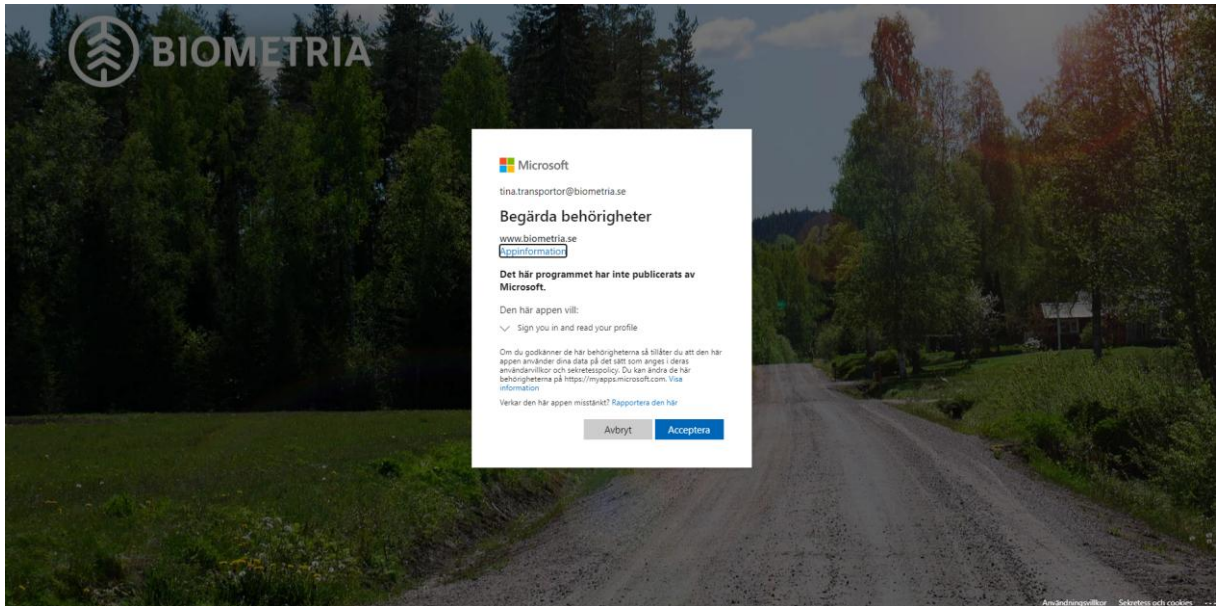 BIOMETRIA
Microsoft
tina.transportor@biometria.se
Begärda behörigheter
www.biometria.se
Appinformation
Det här programmet har inte publicerats av
Microsoft.
Den här appen vill:
Sign you in and read your profile
Om du godkänner de här behörigheterna så tillåter du att den här
appen använder dina data på det sätt som anges i deras
användarvillkor och sekretesspolicy. Du kan ändra de här
behörigheterna på https://myapps.microsoft.com. Visa
information
Verkar den här appen misstänkt? Rapportera den här
Avbryt Acceptera
Användningsvillkor Sekretess och cookies ...